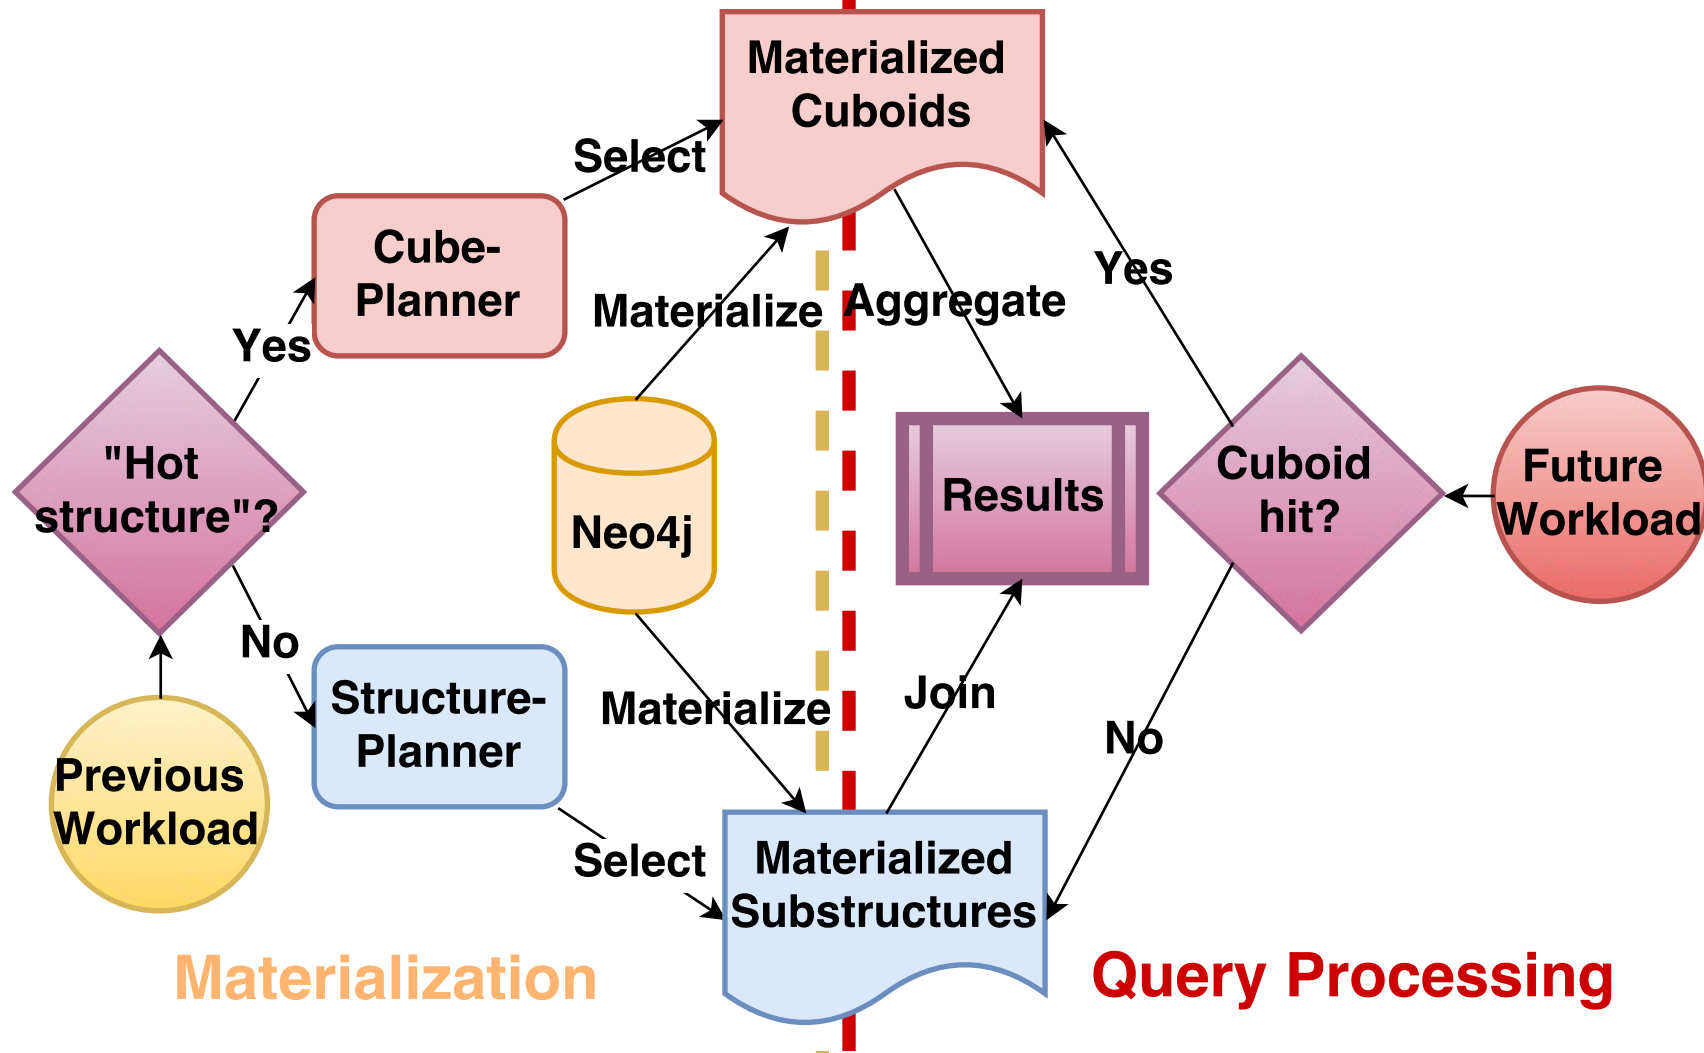 Materialized
Cuboids
Select
Cube-
Planner
Yes
Materialize
Aggregate
Yes
"Hot
structure"?
Neo4j
Results
Cuboid
hit?
Future
Workload
No
Structure-
Planner
Materialize
Join
No
Previous
Workload
Select
Materialized
Substructures
Materialization
Query Processing